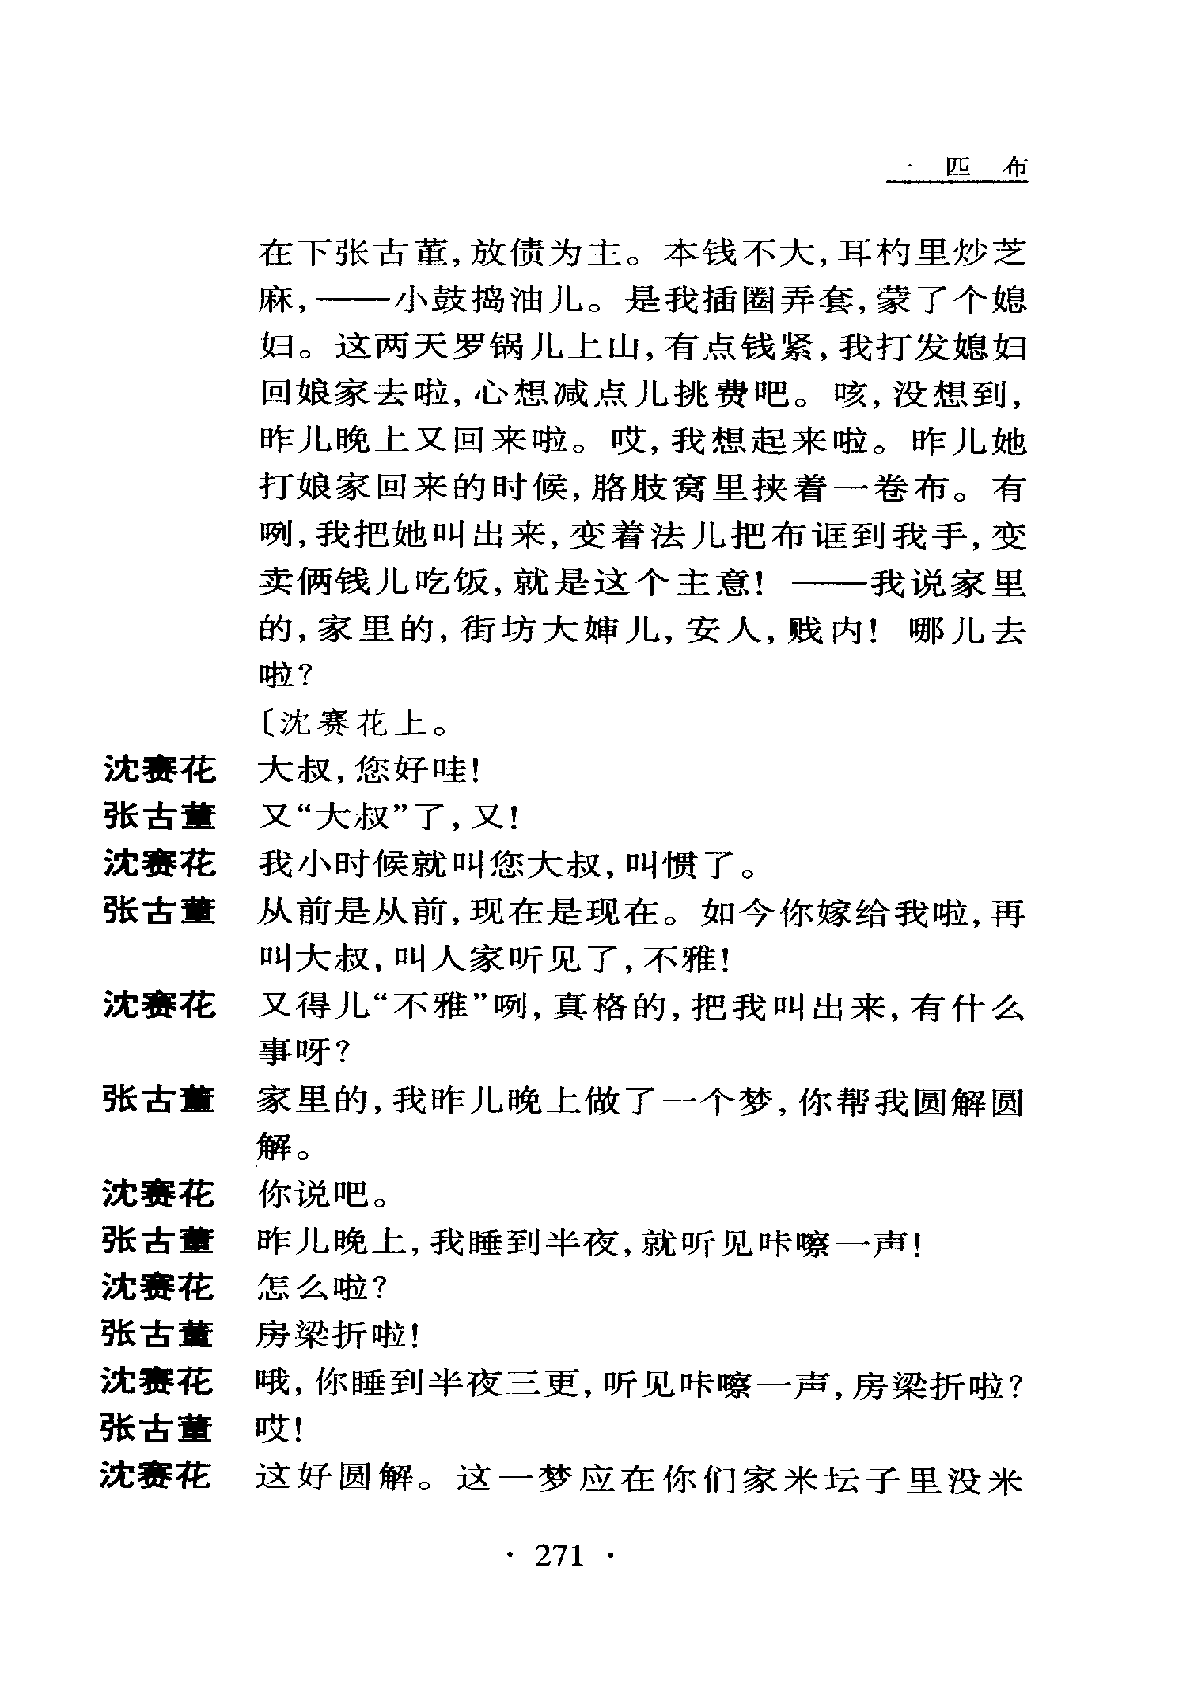 一匹布
在下张古董,放债为主。本钱不大,耳杓里炒芝
麻,——小鼓捣油儿。是我插圈弄套,蒙了个媳
妇。这两天罗锅儿上山,有点钱紧,我打发媳妇
回娘家去啦,心想减点儿挑费吧。咳,没想到,
昨儿晚上又回来啦。哎,我想起来啦。昨儿她
打娘家回来的时候,胳肢窝里挟着一卷布。有
咧,我把她叫出来,变着法儿把布诓到我手,变
卖俩钱儿吃饭,就是这个主意!——我说家里
的,家里的,街坊大婶儿,安人,贱内!哪儿去
啦?
〔沈赛花上。
沈赛花 大叔,您好哇!
张古董 又“大叔”了,又!
沈赛花 我小时候就叫您大叔,叫惯了。
张古董 从前是从前,现在是现在。如今你嫁给我啦,再
叫大叔,叫人家听见了,不雅!
沈赛花 又得儿“不雅”咧,真格的,把我叫出来,有什么
事呀?
张古董 家里的,我昨儿晚上做了一个梦,你帮我圆解圆
解。
沈赛花 你说吧。
张古董 昨儿晚上,我睡到半夜,就听见咔嚓一声!
沈赛花 怎么啦?
张古董 房梁折啦!
沈赛花 哦,你睡到半夜三更,听见咔嚓一声,房梁折啦?
张古董 哎!
沈赛花 这好圆解。这一梦应在你们家米坛子里没米
· 271 ·